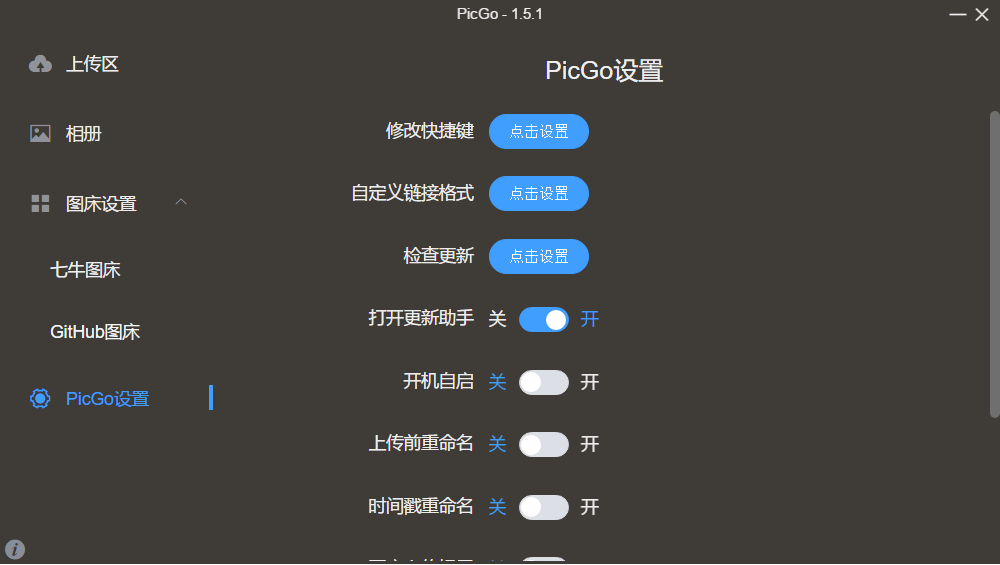 PicGo - 1.5.1
上传区
相册
图床设置
七牛图床
GitHub图床
PicGo设置
PicGo设置
修改快捷键 点击设置
自定义链接格式 点击设置
检查更新 点击设置
打开更新助手 关 开
开机自启 关 开
上传前重命名 关 开
时间戳重命名 关 开